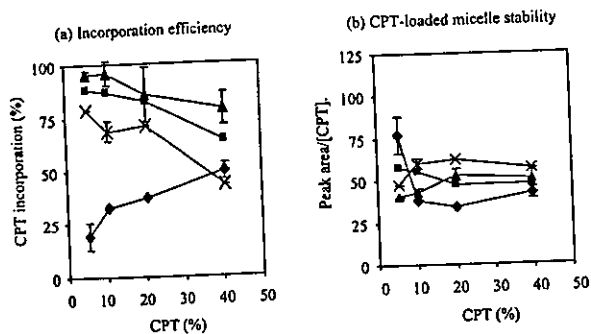 (a) Incorporation efficiency
(b) CPT-loaded micelle stability
CPT incorporation (%)
100
75
50
25
0
0 10 20 30 40 50
CPT (%)
Peak area/[CPT].
125
100
75
50
25
0
0 10 20 30 40 50
CPT (%)